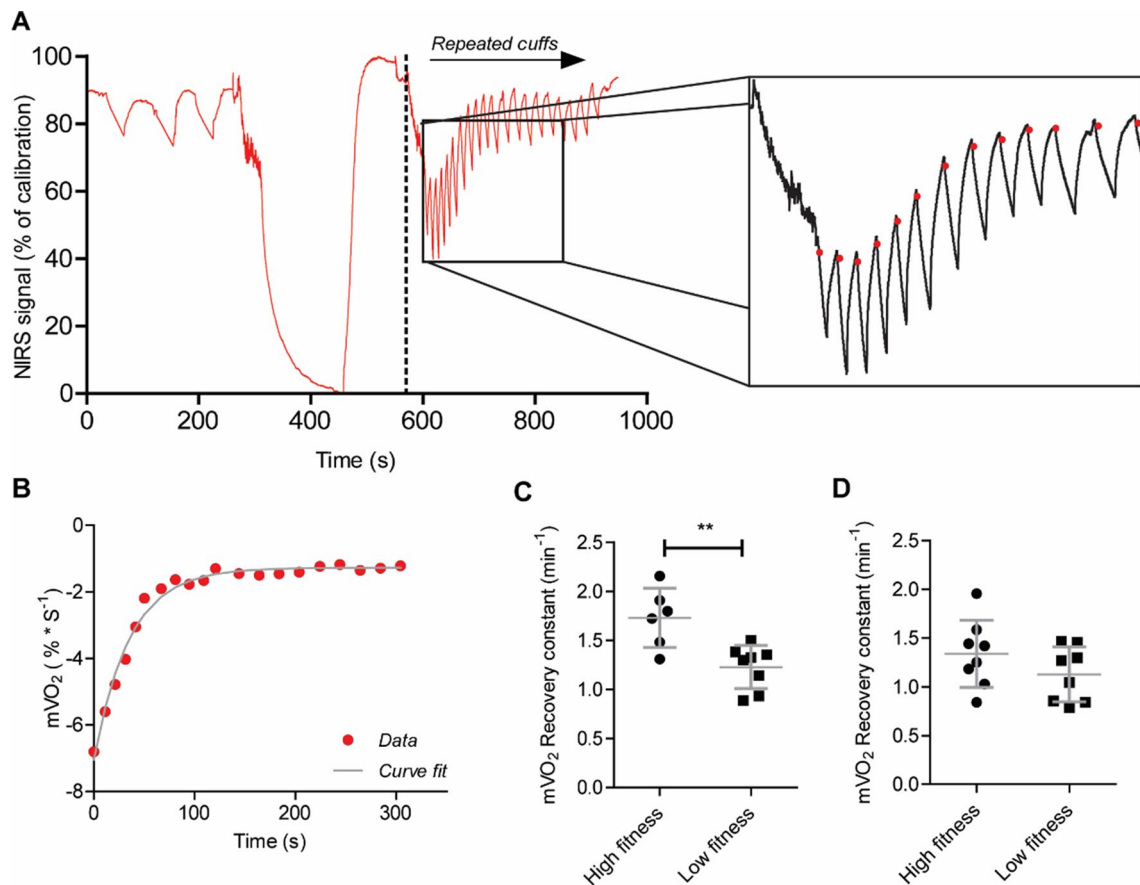 A
Repeated cuffs
NIRS signal (% of calibration)
100
80
60
40
20
0
0 200 400 600 800 1000
Time (s)
B
mVO₂ ( % * S⁻¹)
0
-2
-4
-6
-8
Data
Curve fit
0 100 200 300
Time (s)
C
mVO₂ Recovery constant (min⁻¹)
2.5
2.0
1.5
1.0
0.5
0.0
**
High fitness
Low fitness
D
mVO₂ Recovery constant (min⁻¹)
2.5
2.0
1.5
1.0
0.5
0.0
High fitness
Low fitness